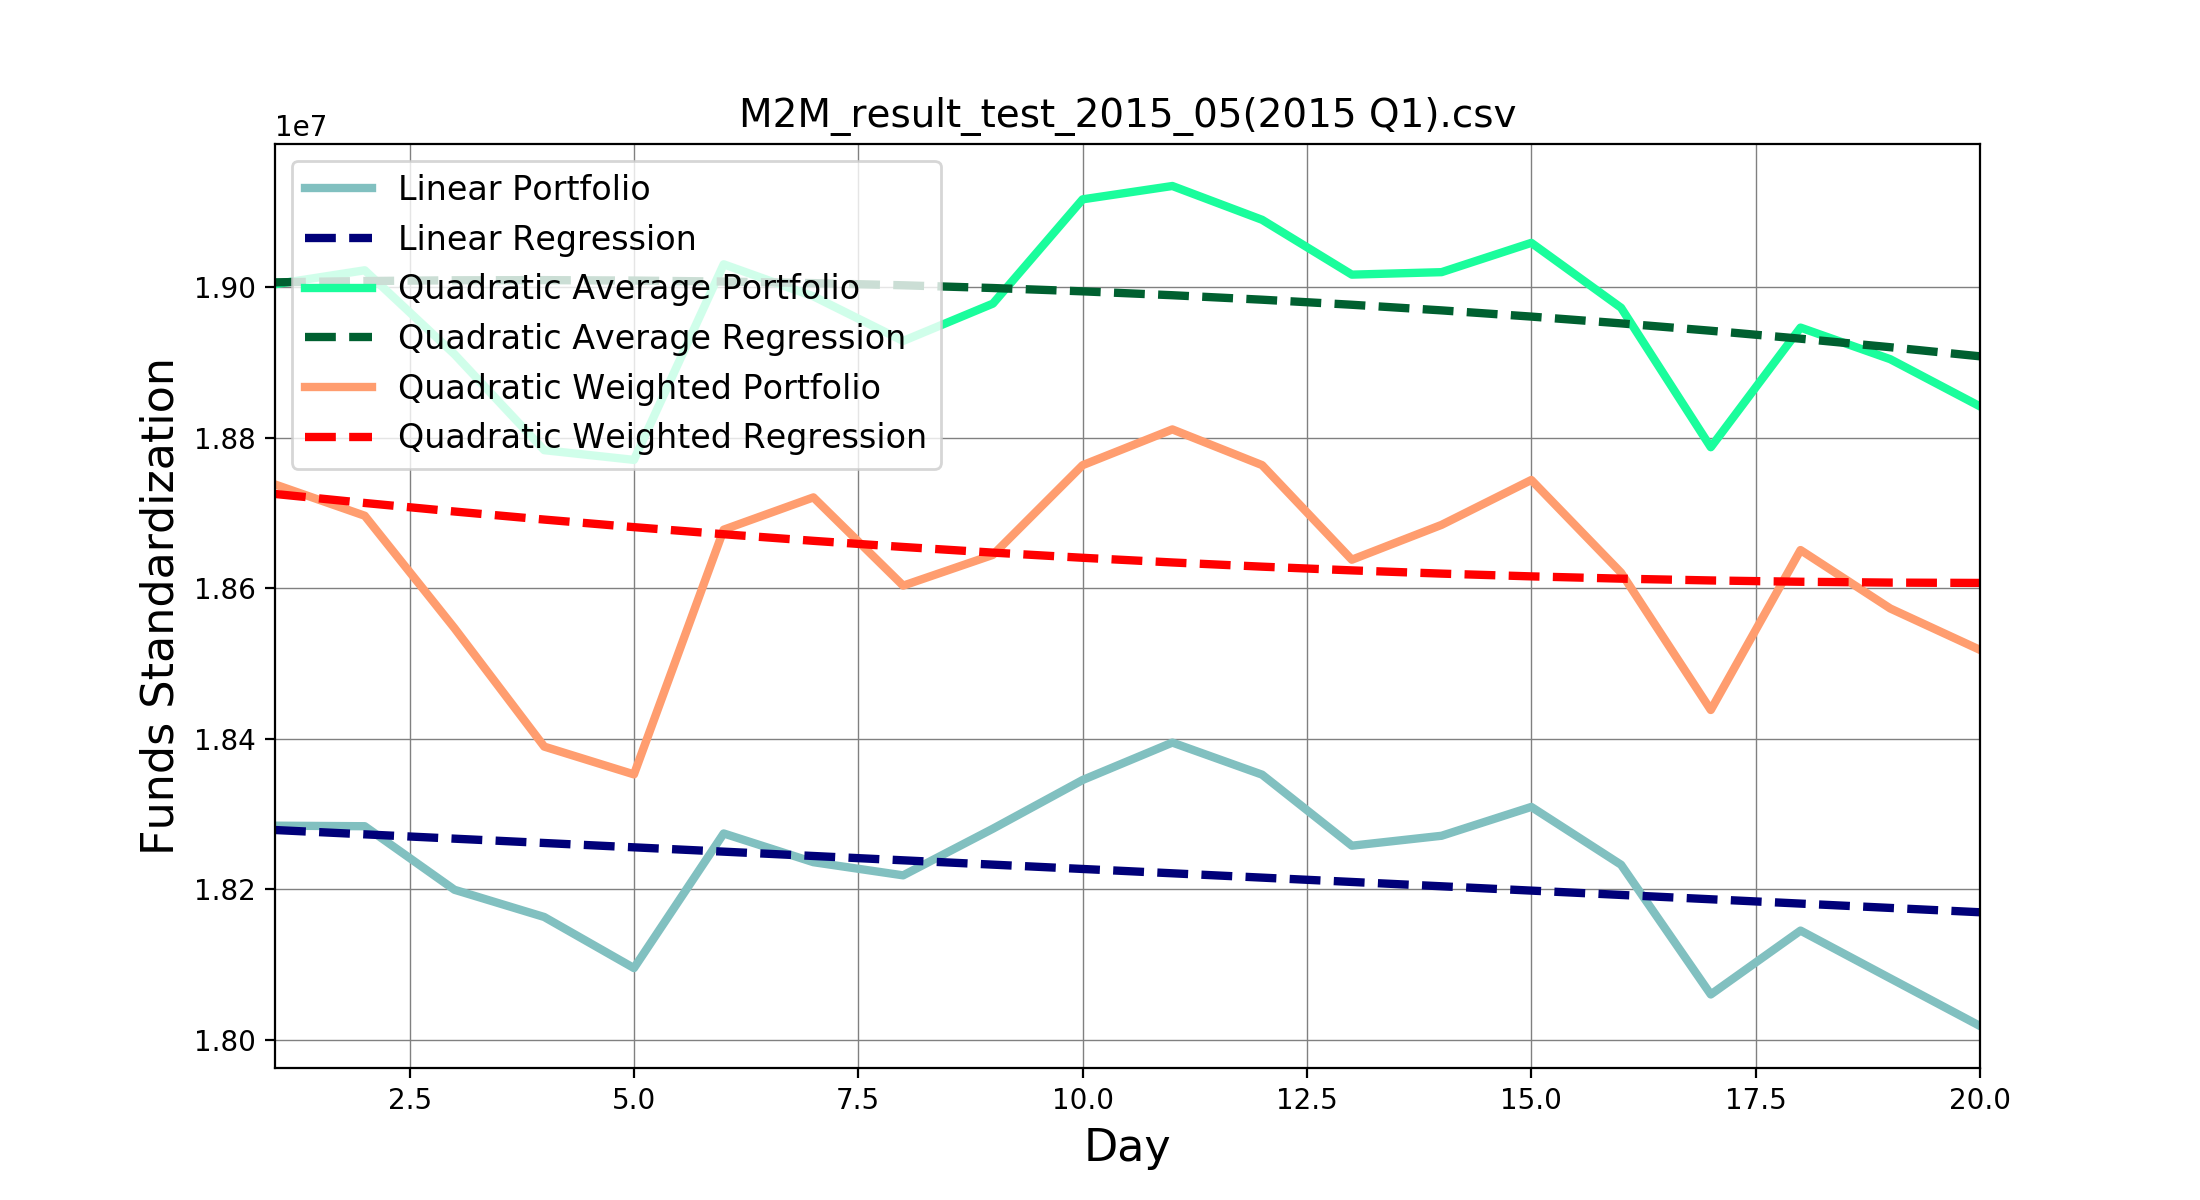 M2M_result_test_2015_05(2015 Q1).csv
1e7
Linear Portfolio
Linear Regression
Quadratic Average Portfolio
Quadratic Average Regression
Quadratic Weighted Portfolio
Quadratic Weighted Regression
1.90
1.88
1.86
1.84
1.82
1.80
Funds Standardization
2.5 5.0 7.5 10.0 12.5 15.0 17.5 20.0
Day